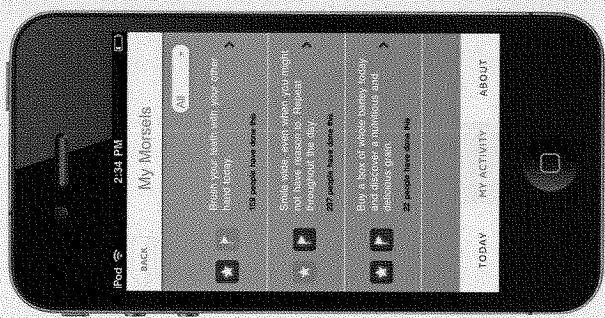 iPod 2:34 PM
BACK My Morsels
All
Brush your teeth with your other
hand today.
153 people have done this
Smile wide, even when you might
not have reason to. Repeat
throughout the day.
237 people have done this
Buy a box of whole barley today
and discover a nutritious and
delicious grain.
22 people have done this
TODAY MY ACTIVITY ABOUT